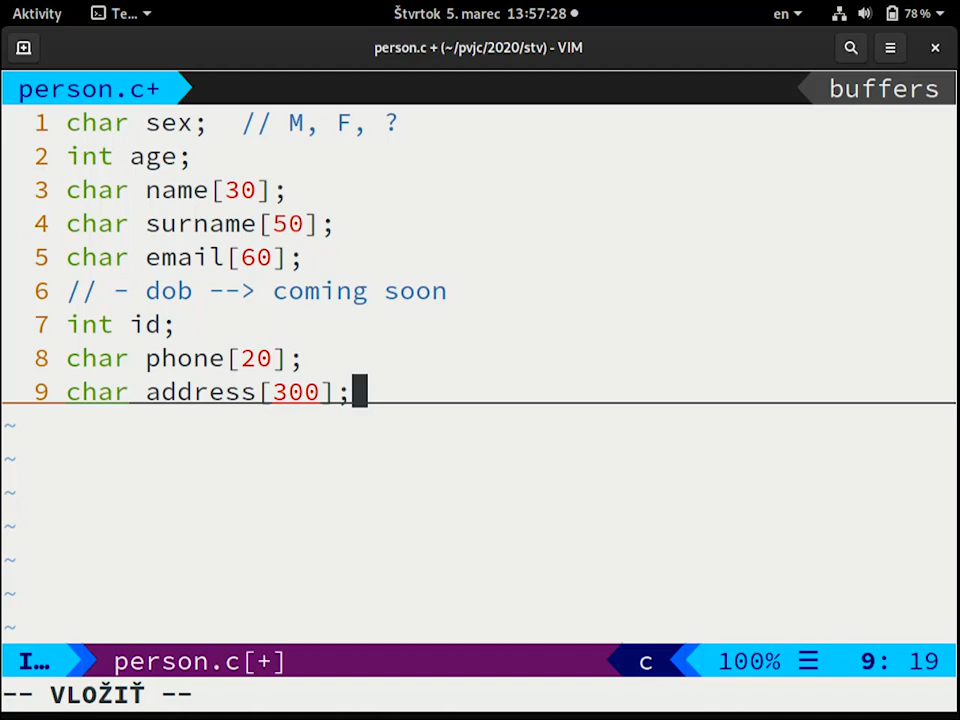 Aktivity Te... Štvrtok 5. marec 13:57:28 en 78 %
person.c + (~/pvjc/2020/stv) - VIM
person.c+ buffers
1 char sex;  // M, F, ?
2 int age;
3 char name[30];
4 char surname[50];
5 char email[60];
6 // - dob --> coming soon
7 int id;
8 char phone[20];
9 char address[300];
~
~
~
~
~
~
~
I… person.c[+] c 100% ☰ 9: 19
-- VLOŽIŤ --